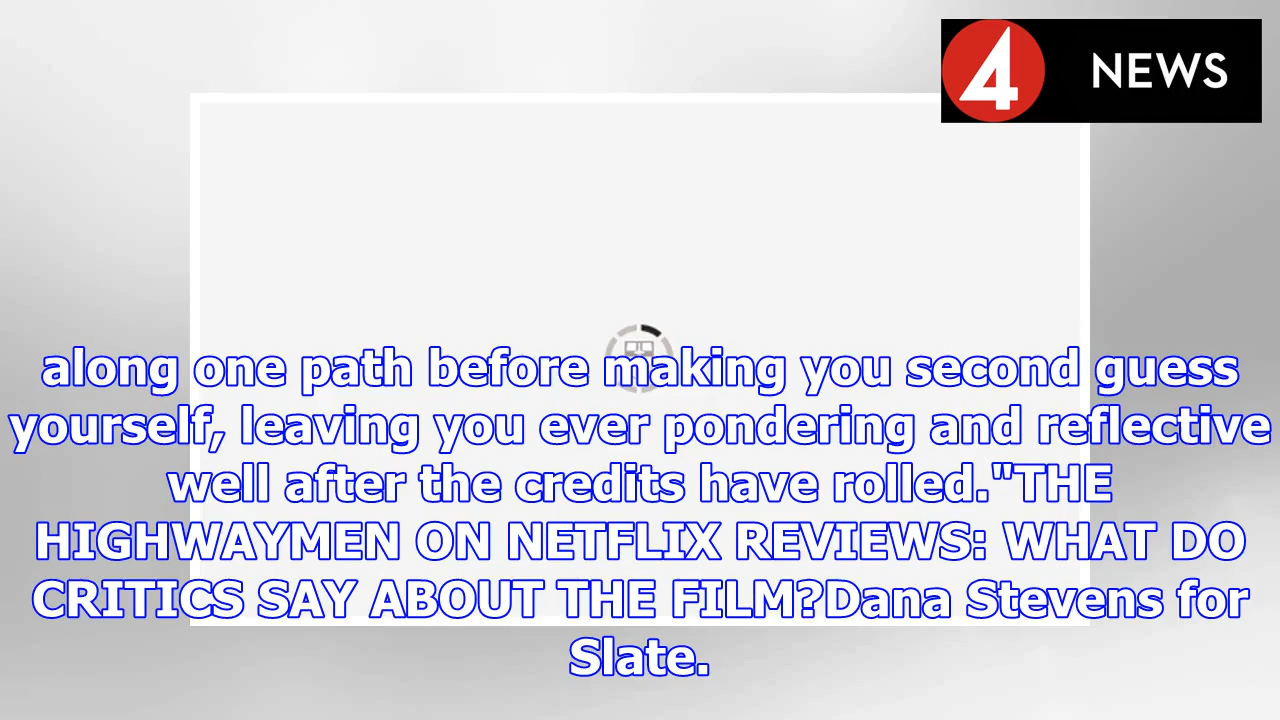 4 NEWS
along one path before making you second guess
yourself, leaving you ever pondering and reflective
well after the credits have rolled."THE
HIGHWAYMEN ON NETFLIX REVIEWS: WHAT DO
CRITICS SAY ABOUT THE FILM?Dana Stevens for
Slate.